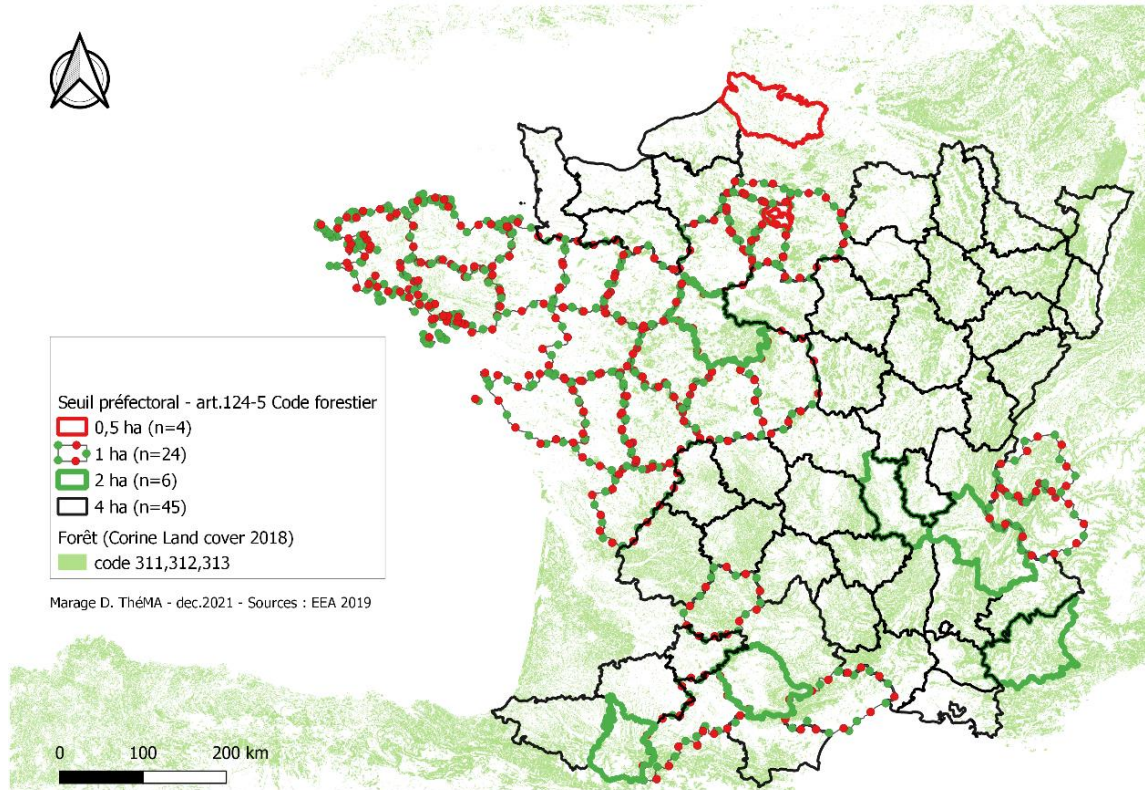 Seuil préfectoral - art.124-5 Code forestier
0,5 ha (n=4)
1 ha (n=24)
2 ha (n=6)
4 ha (n=45)
Forêt (Corine Land cover 2018)
code 311,312,313
Marage D. ThéMA - dec.2021 - Sources : EEA 2019
0 100 200 km